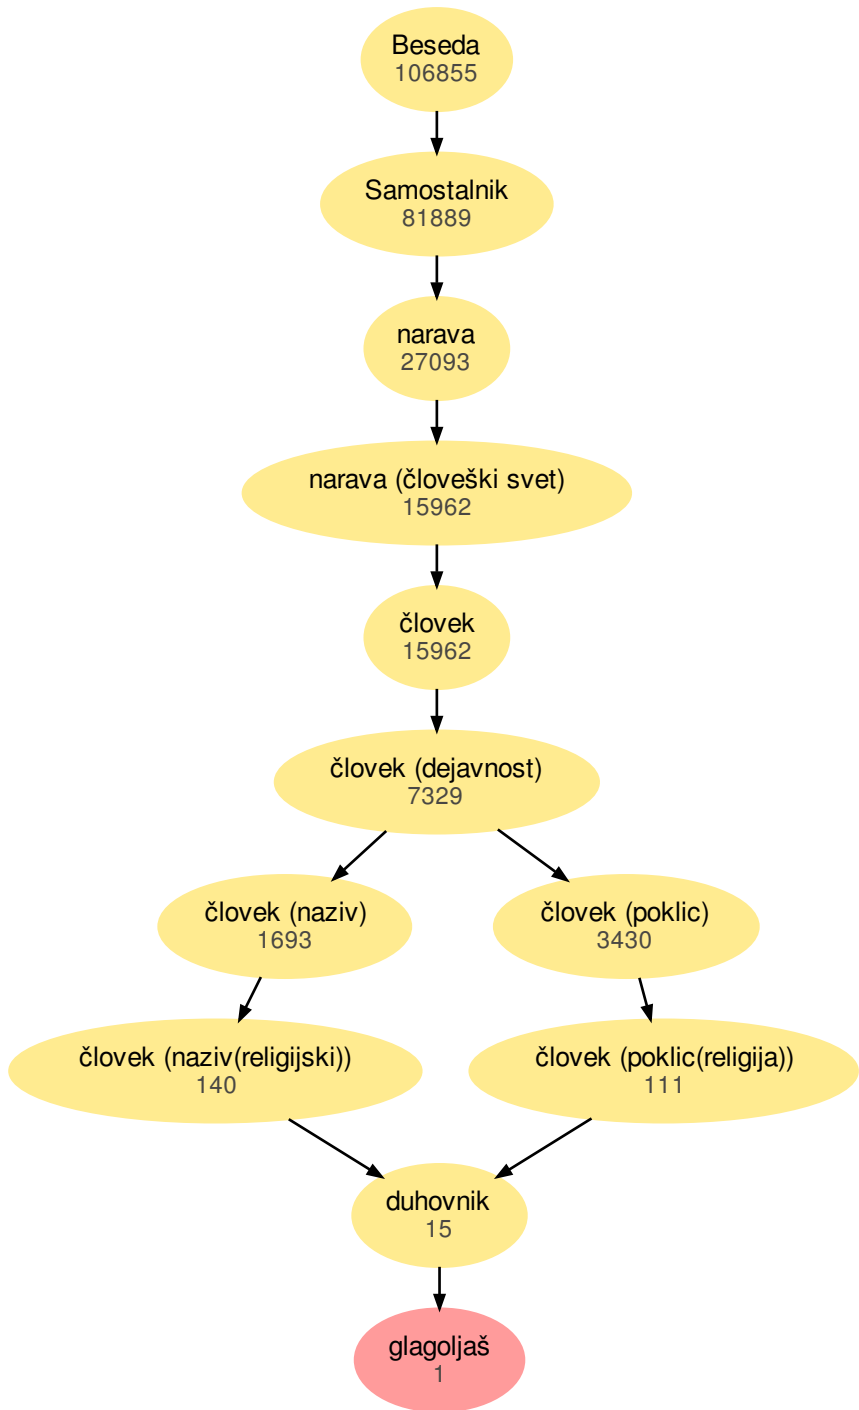 Beseda
106855
Samostalnik
81889
narava
27093
narava (človeški svet)
15962
človek
15962
človek (dejavnost)
7329
človek (naziv)
1693
človek (poklic)
3430
človek (naziv(religijski))
140
človek (poklic(religija))
111
duhovnik
15
glagoljaš
1